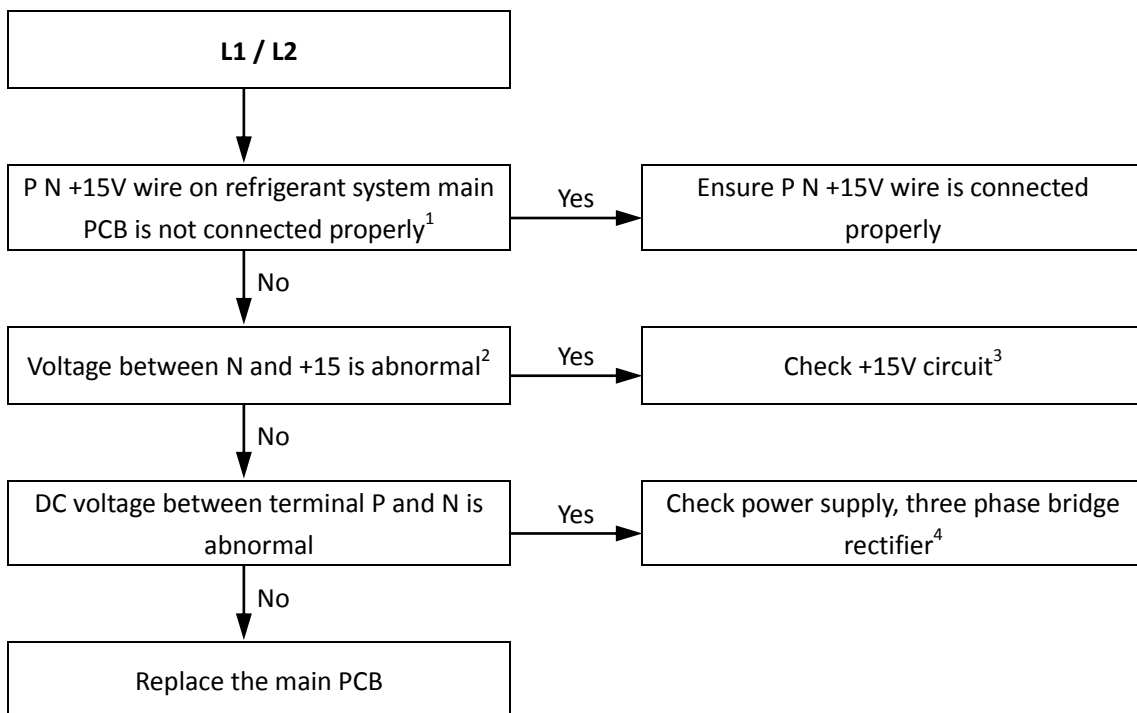 L1 / L2
P N +15V wire on refrigerant system main
PCB is not connected properly¹
Yes
Ensure P N +15V wire is connected
properly
No
Voltage between N and +15 is abnormal²
Yes
Check +15V circuit³
No
DC voltage between terminal P and N is
abnormal
Yes
Check power supply, three phase bridge
rectifier⁴
No
Replace the main PCB